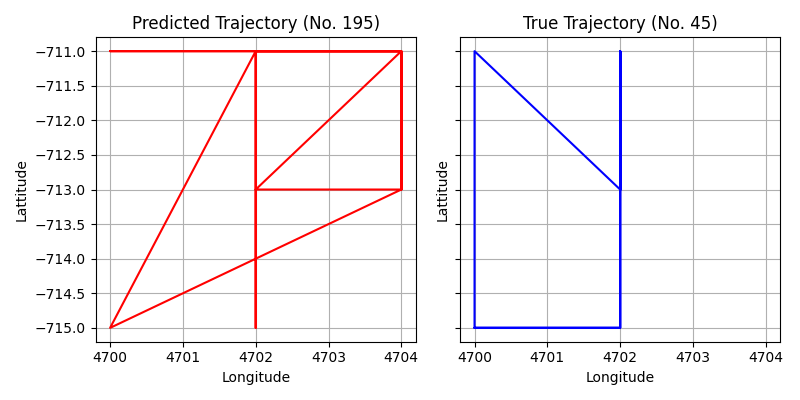 Predicted Trajectory (No. 195)
−711.0
−711.5
−712.0
−712.5
−713.0
−713.5
−714.0
−714.5
−715.0
Lattitude
4700 4701 4702 4703 4704
Longitude
True Trajectory (No. 45)
Lattitude
4700 4701 4702 4703 4704
Longitude